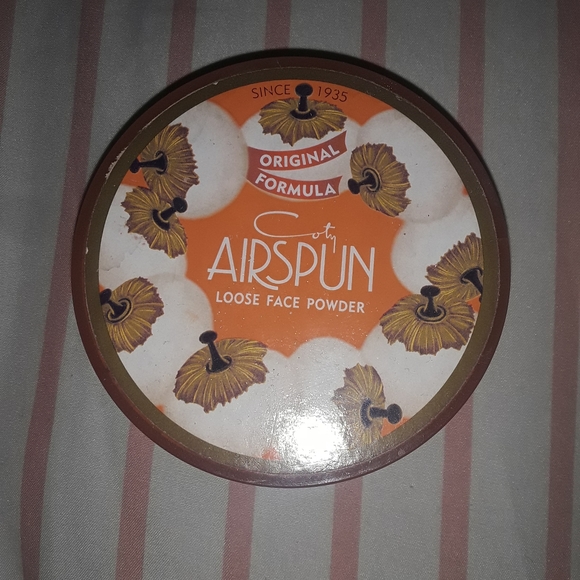 SINCE 1935
ORIGINAL
FORMULA
Coty
AIRSPUN
LOOSE FACE POWDER